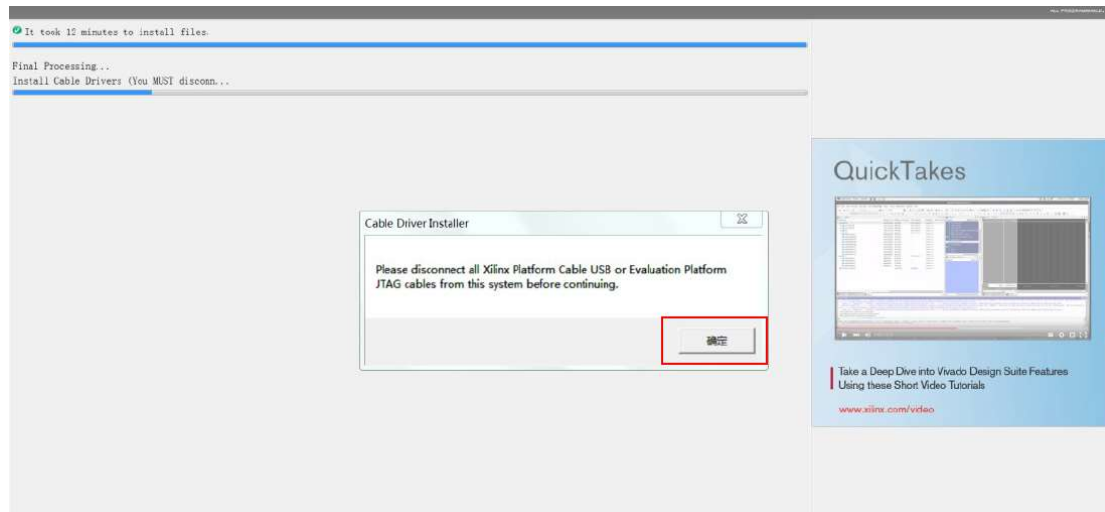 ALL PROGRAMMABLE
It took 12 minutes to install files.
Final Processing...
Install Cable Drivers (You MUST disconn...
QuickTakes
Cable Driver Installer
Please disconnect all Xilinx Platform Cable USB or Evaluation Platform
JTAG cables from this system before continuing.
确定
Take a Deep Dive into Vivado Design Suite Features
Using these Short Video Tutorials
www.xilinx.com/video